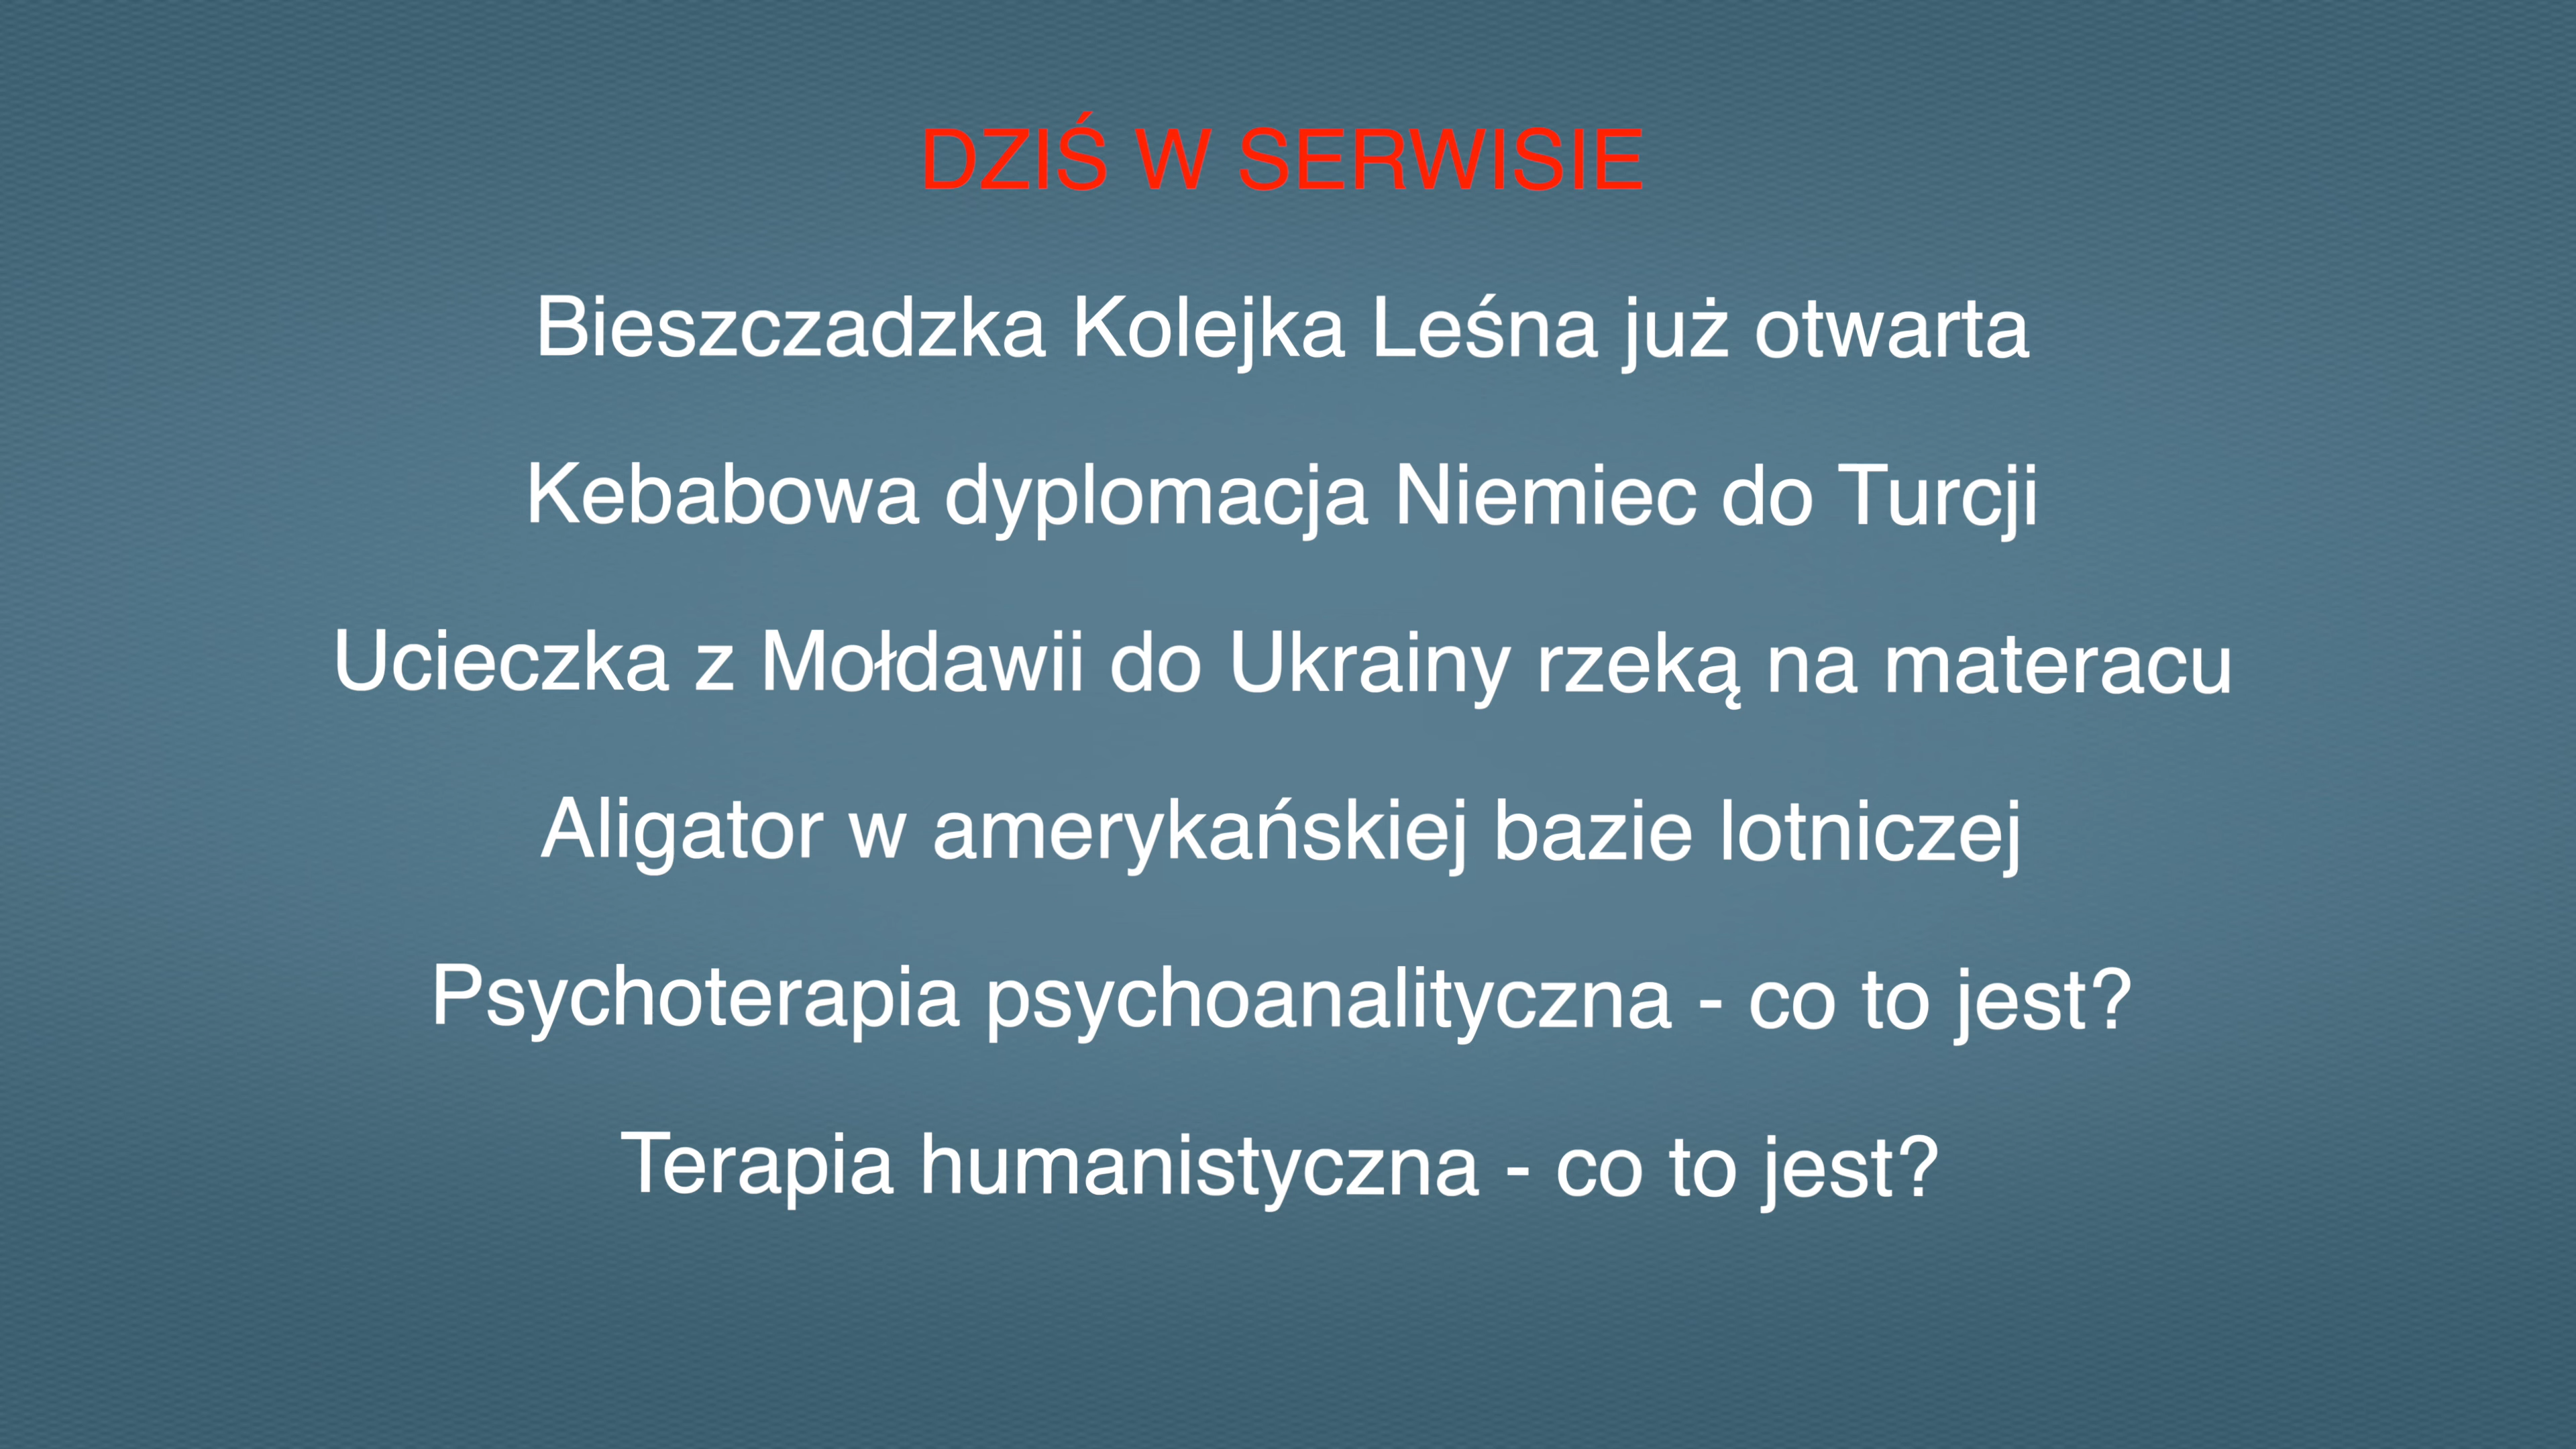 DZIŚ W SERWISIE
Bieszczadzka Kolejka Leśna już otwarta
Kebabowa dyplomacja Niemiec do Turcji
Ucieczka z Mołdawii do Ukrainy rzeką na materacu
Aligator w amerykańskiej bazie lotniczej
Psychoterapia psychoanalityczna - co to jest?
Terapia humanistyczna - co to jest?